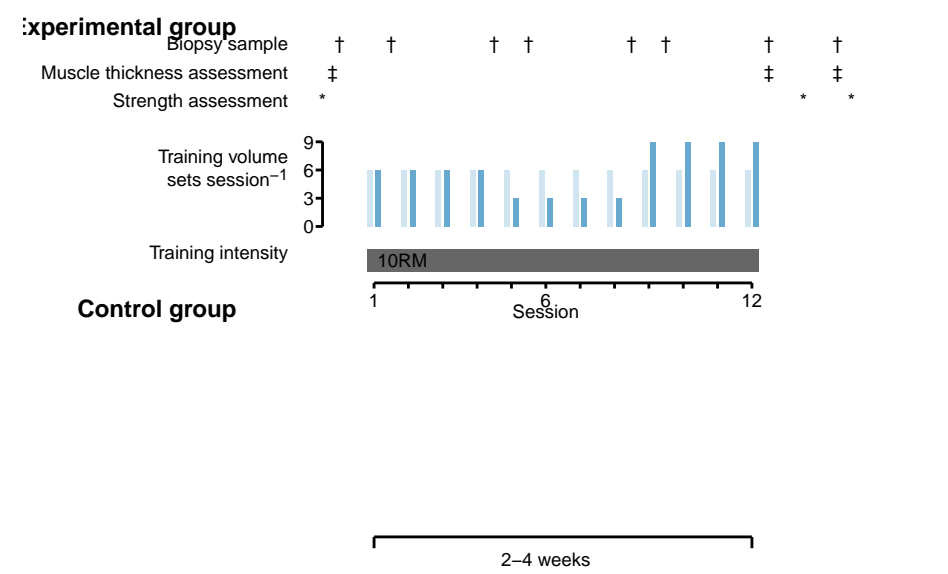 Experimental group
Biopsy sample † † † † † † † †
Muscle thickness assessment ‡ ‡ ‡
Strength assessment * * *
Training volume
sets session⁻¹
9
6
3
0
Training intensity
10RM
1 6 12
Session
Control group
2–4 weeks